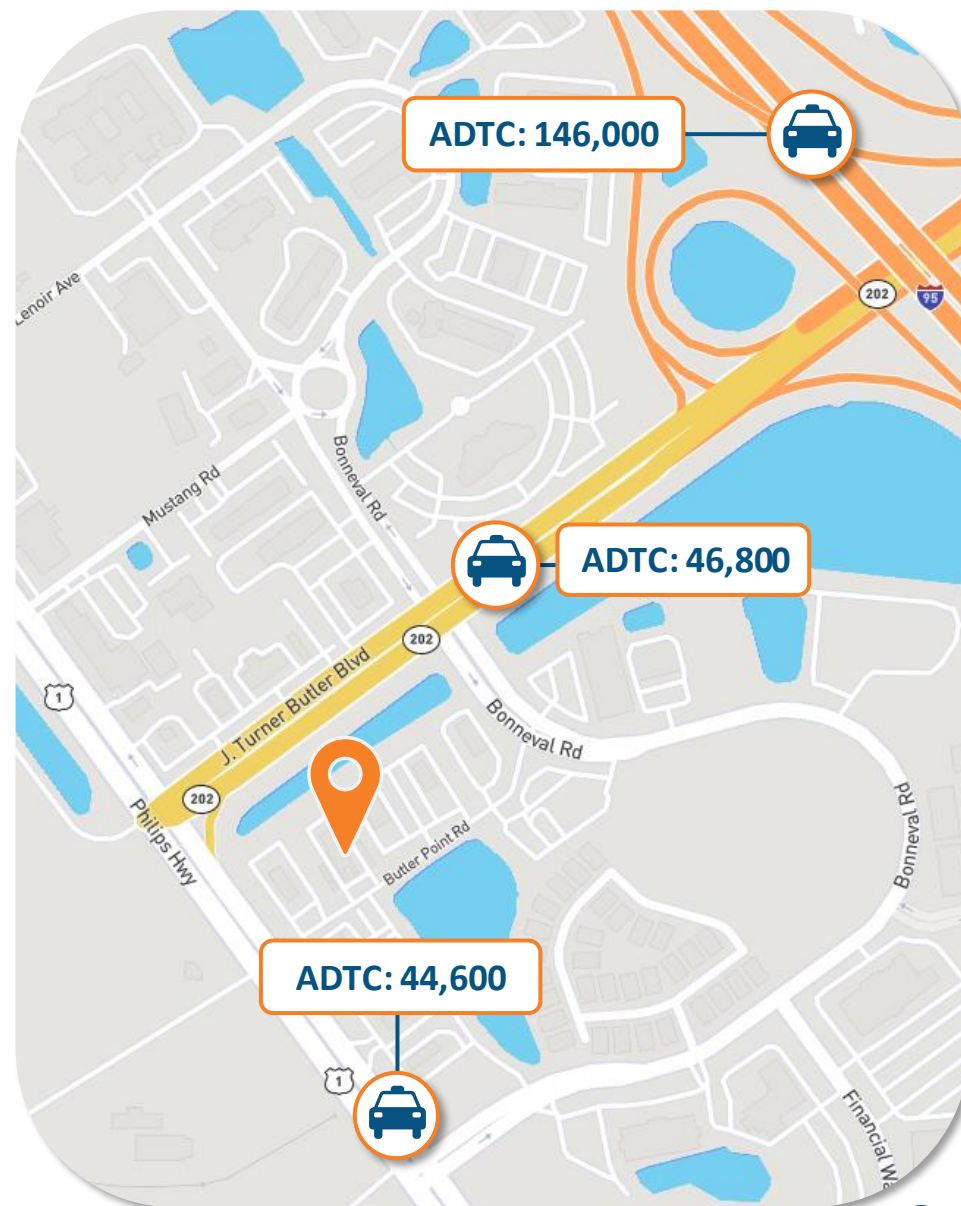 ADTC: 146,000
Lenoir Ave
202
95
Bonneval Rd
Mustang Rd
ADTC: 46,800
202
J. Turner Butler Blvd
1
Bonneval Rd
202
Philips Hwy
Butler Point Rd
Bonneval Rd
ADTC: 44,600
1
Financial